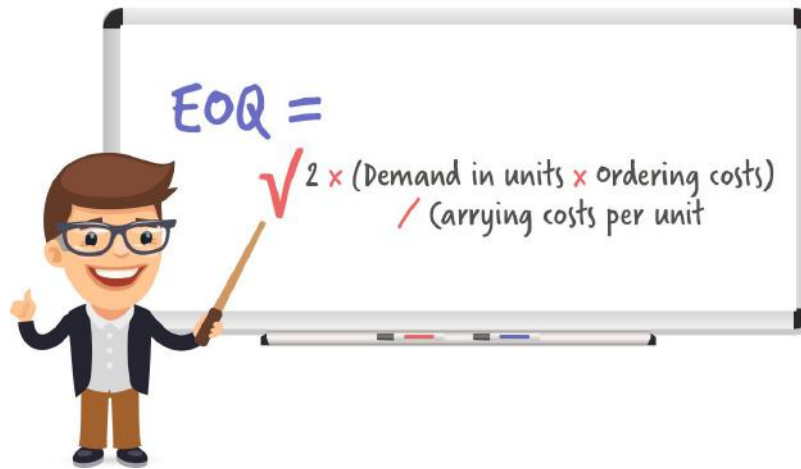 EOQ =
√2 × (Demand in units × Ordering costs)
/ Carrying costs per unit